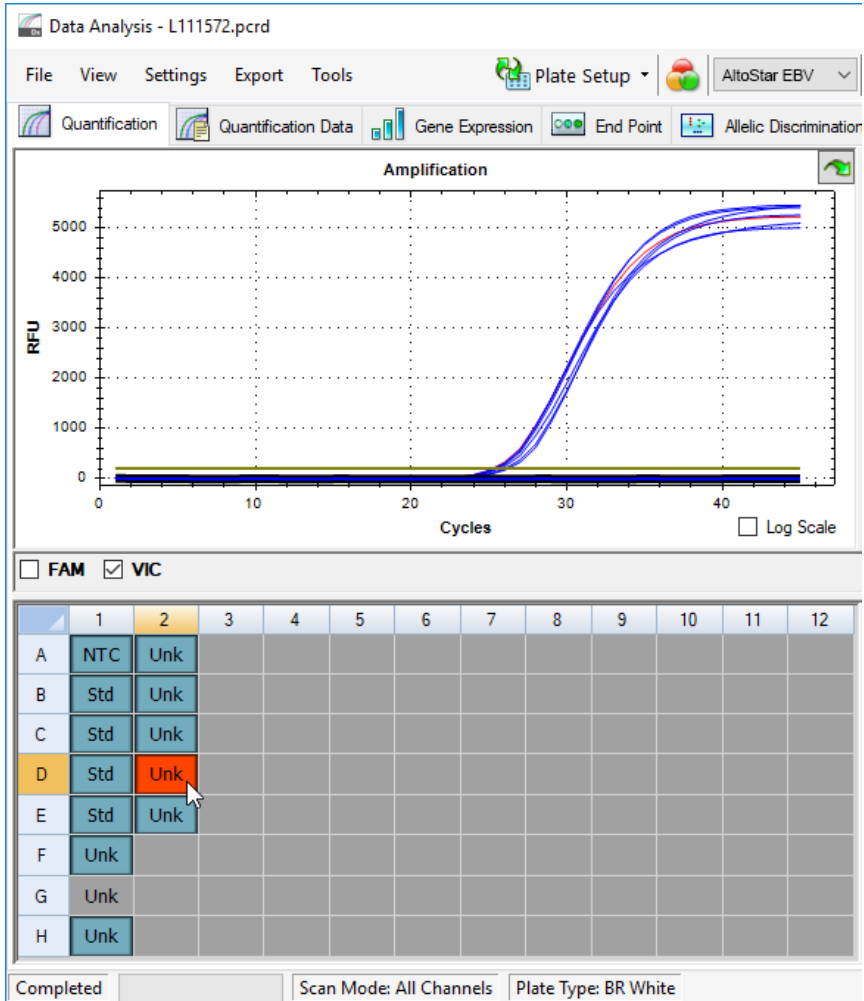 Data Analysis - L111572.pcrd
File View Settings Export Tools Plate Setup AltoStar EBV
Quantification Quantification Data Gene Expression End Point Allelic Discrimination
Amplification
5000
4000
3000
2000
1000
0
RFU
0 10 20 30 40
Cycles
Log Scale
FAM VIC
1 2 3 4 5 6 7 8 9 10 11 12
A NTC Unk
B Std Unk
C Std Unk
D Std Unk
E Std Unk
F Unk
G Unk
H Unk
Completed Scan Mode: All Channels Plate Type: BR White